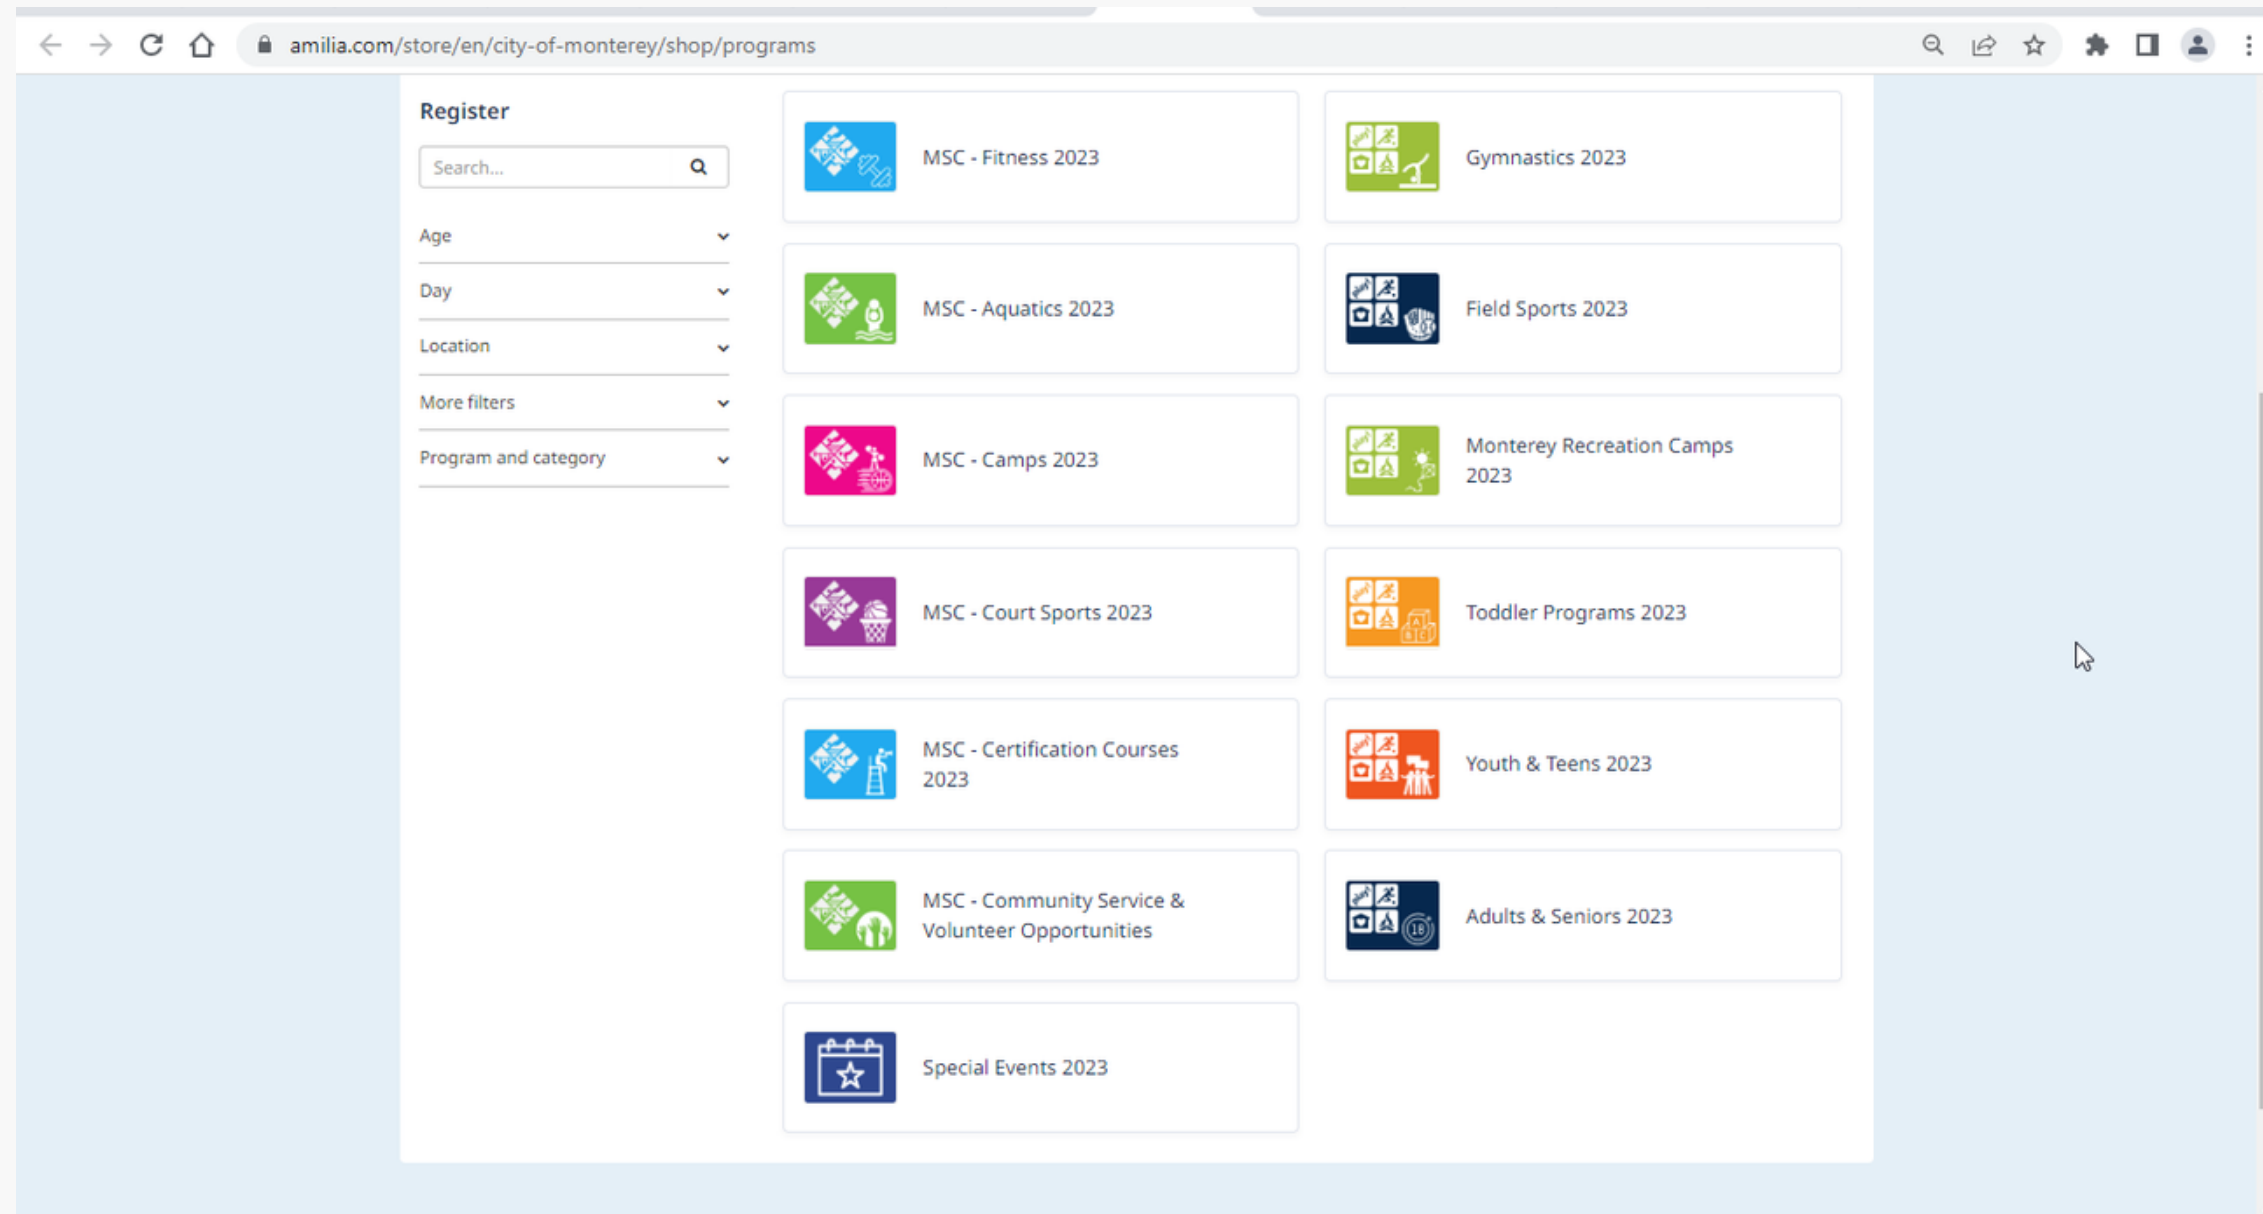 amilia.com/store/en/city-of-monterey/shop/programs
Register
Search...
Age
Day
Location
More filters
Program and category
MSC - Fitness 2023
Gymnastics 2023
MSC - Aquatics 2023
Field Sports 2023
MSC - Camps 2023
Monterey Recreation Camps
2023
MSC - Court Sports 2023
Toddler Programs 2023
MSC - Certification Courses
2023
Youth & Teens 2023
MSC - Community Service &
Volunteer Opportunities
Adults & Seniors 2023
18
Special Events 2023